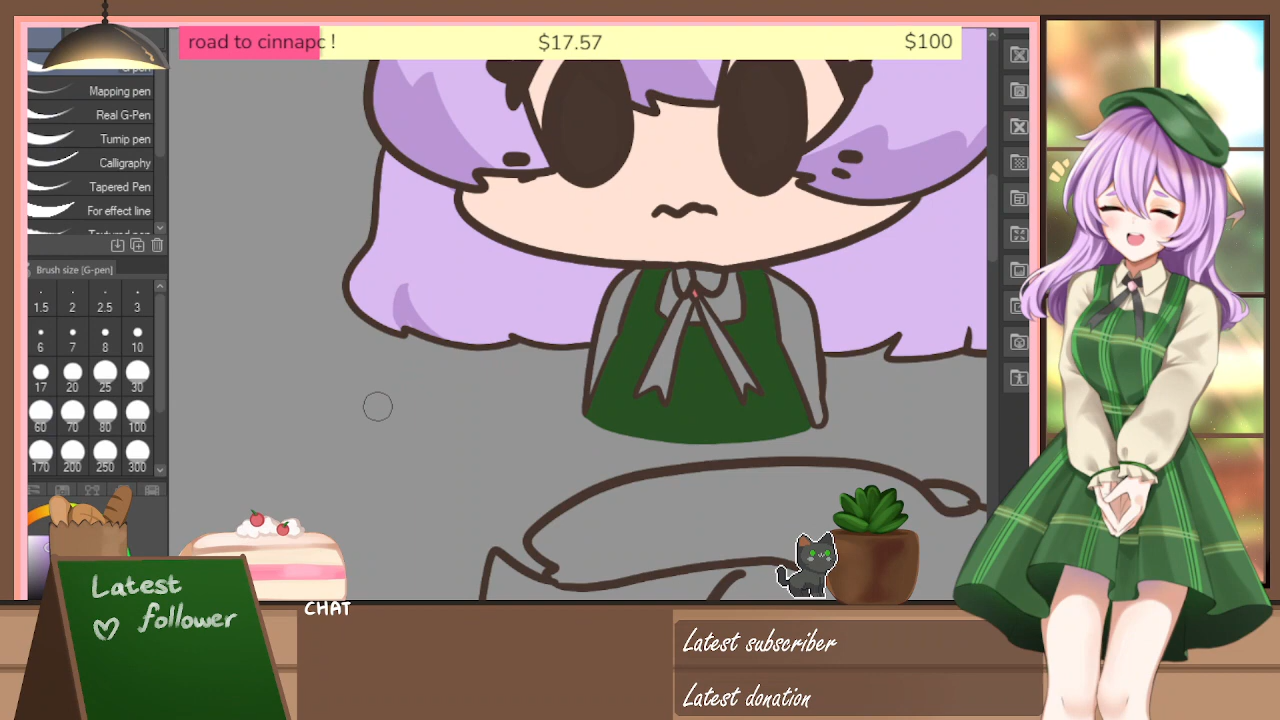 road to cinnapc !
$17.57
$100
Mapping pen
Real G-Pen
Turnip pen
Calligraphy
Tapered Pen
For effect line
Brush size [G-pen]
1.5 2 2.5 3
6 7 8 10
17 20 25 30
60 70 80 100
170 200 250 300
Latest
follower
CHAT
Latest subscriber
Latest donation